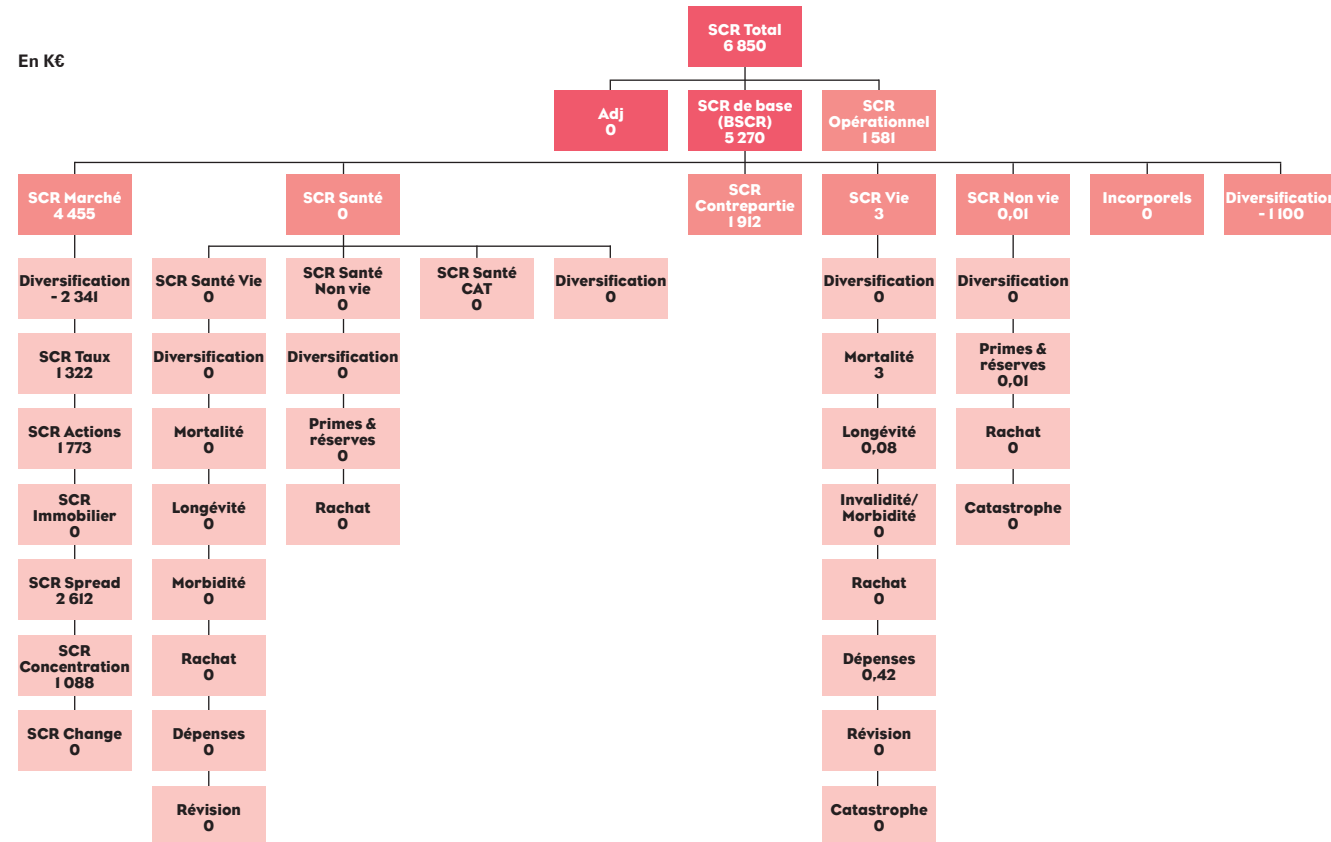 SCR Total
6 850
En K€
Adj
0
SCR de base
(BSCR)
5 270
SCR
Opérationnel
1 581
SCR Marché
4 455
SCR Santé
0
SCR
Contrepartie
1 912
SCR Vie
3
SCR Non vie
0,01
Incorporels
0
Diversification
- 1 100
Diversification
- 2 341
SCR Santé Vie
0
SCR Santé
Non vie
0
SCR Santé
CAT
0
Diversification
0
Diversification
0
Diversification
0
SCR Taux
1 322
Diversification
0
Diversification
0
Mortalité
3
Primes &
réserves
0,01
SCR Actions
1 773
Mortalité
0
Primes &
réserves
0
Longévité
0,08
Rachat
0
SCR
Immobilier
0
Longévité
0
Rachat
0
Invalidité/
Morbidité
0
Catastrophe
0
SCR Spread
2 612
Morbidité
0
Rachat
0
SCR
Concentration
1 088
Rachat
0
Dépenses
0,42
SCR Change
0
Dépenses
0
Révision
0
Révision
0
Catastrophe
0